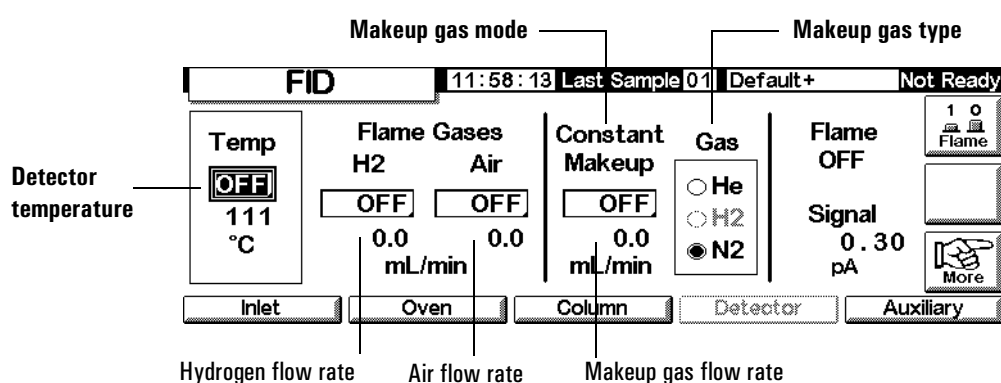 Makeup gas mode
Makeup gas type
FID
11:58:13 Last Sample 01 Default+ Not Ready
Temp
OFF
111
°C
Flame Gases
H2 Air
OFF OFF
0.0 0.0
mL/min
Constant
Makeup
OFF
0.0
mL/min
Gas
He
H2
N2
Flame
OFF
Signal
0.30
pA
1 0
Flame
More
Detector
temperature
Inlet Oven Column Detector Auxiliary
Hydrogen flow rate
Air flow rate
Makeup gas flow rate